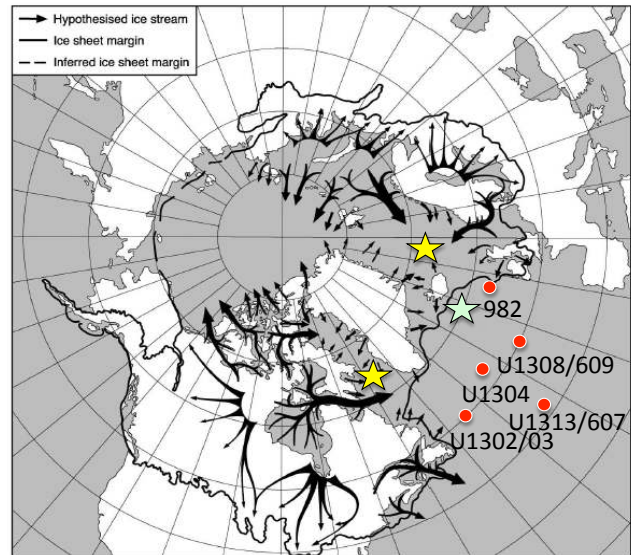 Hypothesised ice stream
Ice sheet margin
Inferred ice sheet margin
982
U1308/609
U1304
U1313/607
U1302/03